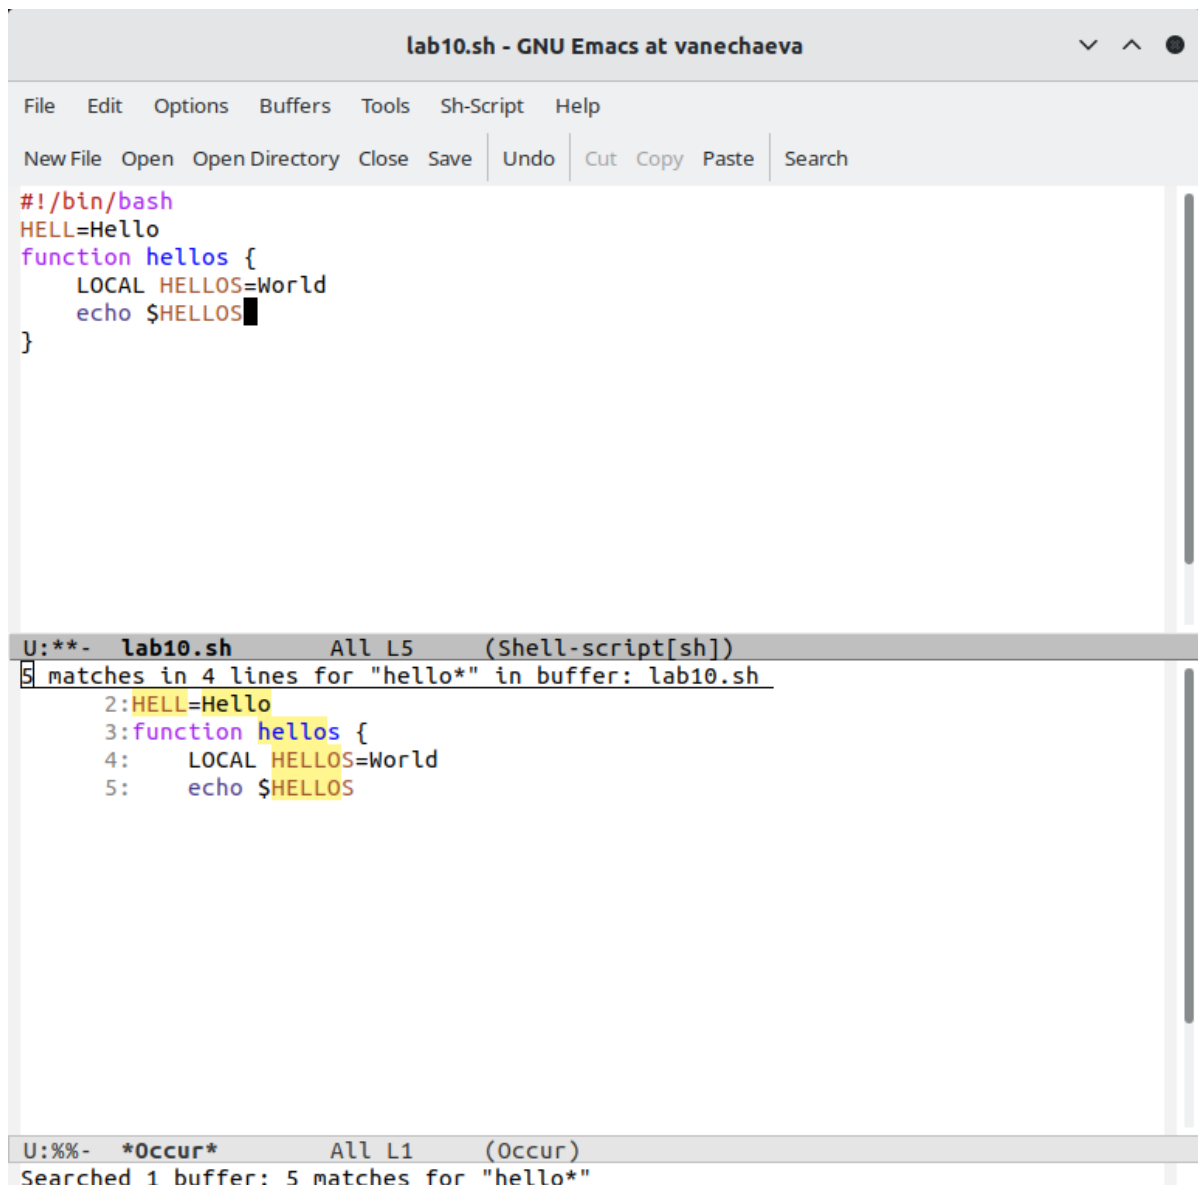 lab10.sh - GNU Emacs at vanechaeva
File Edit Options Buffers Tools Sh-Script Help
New File Open Open Directory Close Save Undo Cut Copy Paste Search
#!/bin/bash
HELL=Hello
function hellos {
    LOCAL HELLOS=World
    echo $HELLOS
}
U:**-  lab10.sh       All L5     (Shell-script[sh])
5 matches in 4 lines for "hello*" in buffer: lab10.sh
      2:HELL=Hello
      3:function hellos {
      4:    LOCAL HELLOS=World
      5:    echo $HELLOS
U:%%-  *Occur*        All L1     (Occur)
Searched 1 buffer: 5 matches for "hello*"